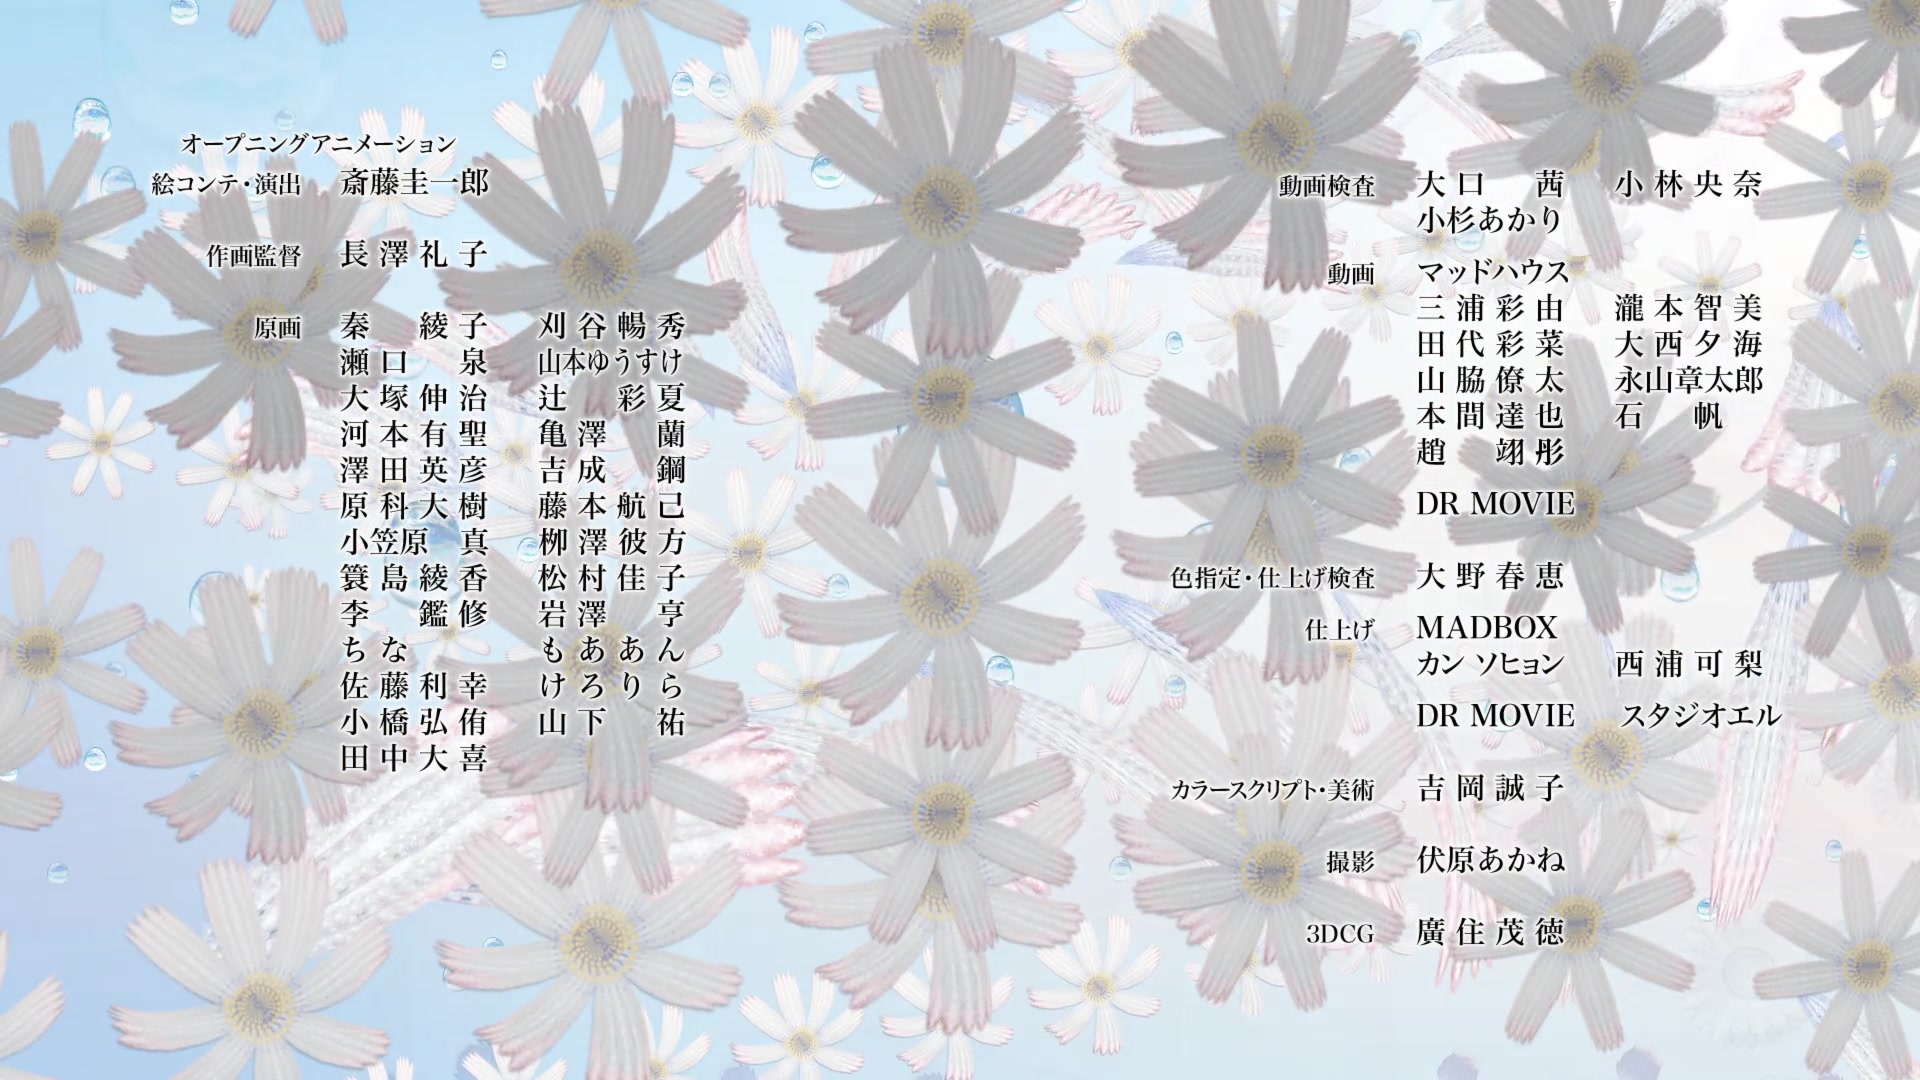 オープニングアニメーション
絵コンテ・演出 斎藤圭一郎
作画監督 長澤礼子
原画 秦 綾子 刈谷暢秀
瀬口 泉 山本ゆうすけ
大塚伸治 辻 彩夏
河本有聖 亀澤 蘭
澤田英彦 吉成 鋼
原科大樹 藤本航己
小笠原 真 柳澤彼方
簑島綾香 松村佳子
李 鑑修 岩澤 亨
ちな もああん
佐藤利幸 けろりら
小橋弘侑 山下 祐
田中大喜
動画検査 大口 茜 小林央奈
小杉あかり
動画 マッドハウス
三浦彩由 瀧本智美
田代彩菜 大西夕海
山脇僚太 永山章太郎
本間達也 石 帆
趙 翊彤
DR MOVIE
色指定・仕上げ検査 大野春恵
仕上げ MADBOX
カン ソヒョン 西浦可梨
DR MOVIE スタジオエル
カラースクリプト・美術 吉岡誠子
撮影 伏原あかね
3DCG 廣住茂徳